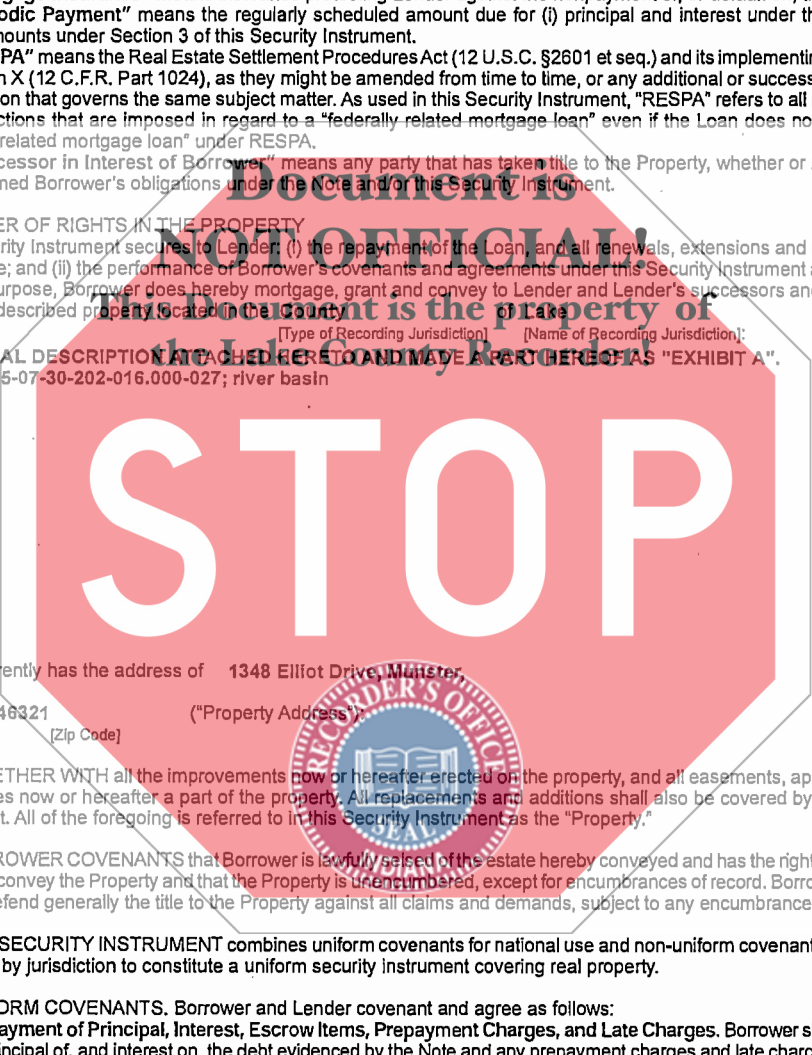 odic Payment" means the regularly scheduled amount due for (i) principal and interest under th
nounts under Section 3 of this Security Instrument.
PA" means the Real Estate Settlement Procedures Act (12 U.S.C. §2601 et seq.) and its implementin
n X (12 C.F.R. Part 1024), as they might be amended from time to time, or any additional or success
on that governs the same subject matter. As used in this Security Instrument, "RESPA" refers to all
ctions that are imposed in regard to a "federally related mortgage loan" even if the Loan does no
related mortgage loan" under RESPA.
cessor in Interest of Borrower" means any party that has taken title to the Property, whether or
ned Borrower's obligations under the Note and/or this Security Instrument.
Document is
NOT OFFICIAL!
This Document is the property of
the Lake County Recorder!
ER OF RIGHTS IN THE PROPERTY
rity Instrument secures to Lender: (i) the repayment of the Loan, and all renewals, extensions and
e; and (ii) the performance of Borrower's covenants and agreements under this Security Instrument
urpose, Borrower does hereby mortgage, grant and convey to Lender and Lender's successors an
described property located in the County of Lake
[Type of Recording Jurisdiction] [Name of Recording Jurisdiction]:
AL DESCRIPTION ATTACHED HERETO AND MADE A PART HEREOF AS "EXHIBIT A".
5-07-30-202-016.000-027; river basin
STOP
ently has the address of 1348 Elliot Drive, Munster,
46321 ("Property Address");
[Zip Code]
RECORDER'S OFFICE
SEAL
INDIANA
ETHER WITH all the improvements now or hereafter erected on the property, and all easements, ap
es now or hereafter a part of the property. All replacements and additions shall also be covered by
t. All of the foregoing is referred to in this Security Instrument as the "Property."
ROWER COVENANTS that Borrower is lawfully seised of the estate hereby conveyed and has the right
convey the Property and that the Property is unencumbered, except for encumbrances of record. Borro
efend generally the title to the Property against all claims and demands, subject to any encumbrance
SECURITY INSTRUMENT combines uniform covenants for national use and non-uniform covenant
by jurisdiction to constitute a uniform security instrument covering real property.
ORM COVENANTS. Borrower and Lender covenant and agree as follows:
ayment of Principal, Interest, Escrow Items, Prepayment Charges, and Late Charges. Borrower s
incipal of, and interest on, the debt evidenced by the Note and any prepayment charges and late char